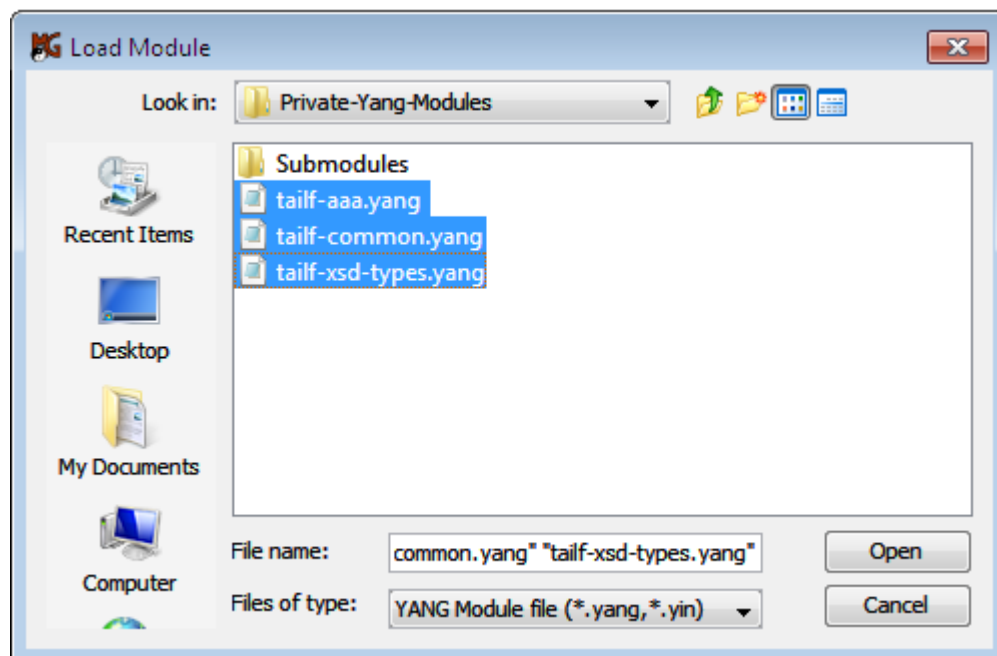 MG Load Module
Look in: Private-Yang-Modules
Submodules
tailf-aaa.yang
tailf-common.yang
tailf-xsd-types.yang
Recent Items
Desktop
My Documents
Computer
File name: common.yang" "tailf-xsd-types.yang" Open
Files of type: YANG Module file (*.yang,*.yin) Cancel